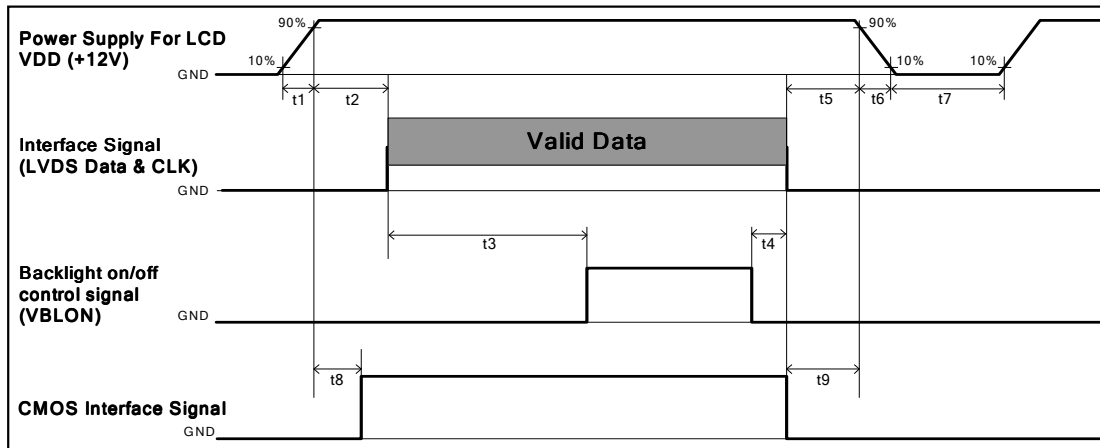 90%
90%
Power Supply For LCD
VDD (+12V)
10%
10%
10%
GND
t1
t2
t5
t6
t7
Valid Data
Interface Signal
(LVDS Data & CLK)
GND
t3
t4
Backlight on/off
control signal
(VBLON)
GND
t8
t9
CMOS Interface Signal
GND